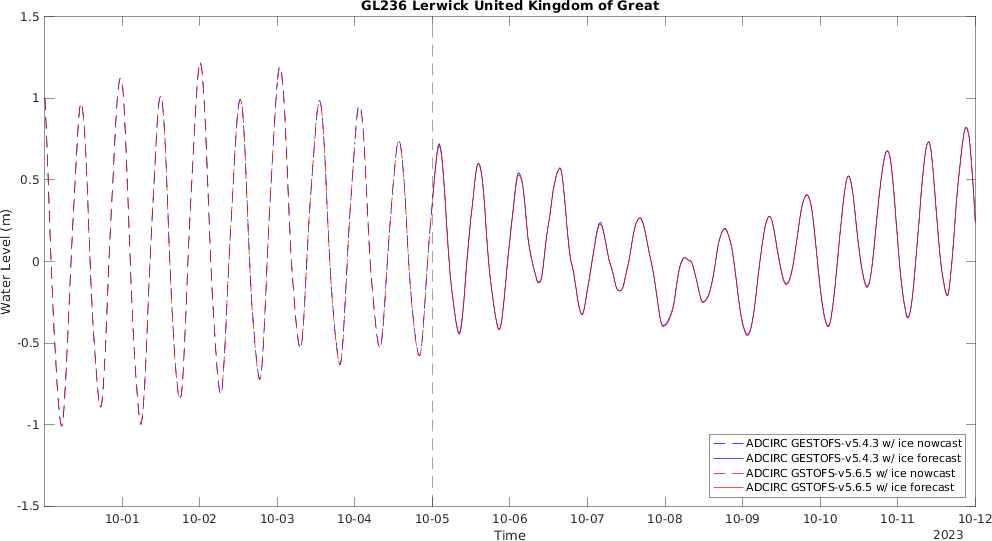 GL236 Lerwick United Kingdom of Great
1.5
1
0.5
0
-0.5
-1
-1.5
Water Level (m)
ADCIRC GESTOFS-v5.4.3 w/ ice nowcast
ADCIRC GESTOFS-v5.4.3 w/ ice forecast
ADCIRC GSTOFS-v5.6.5 w/ ice nowcast
ADCIRC GSTOFS-v5.6.5 w/ ice forecast
10-01 10-02 10-03 10-04 10-05 10-06 10-07 10-08 10-09 10-10 10-11 10-12
Time
2023